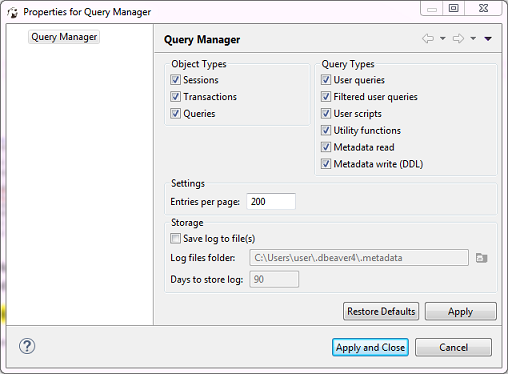 Properties for Query Manager
Query Manager
Query Manager
Object Types
Sessions
Transactions
Queries
Query Types
User queries
Filtered user queries
User scripts
Utility functions
Metadata read
Metadata write (DDL)
Settings
Entries per page: 200
Storage
Save log to file(s)
Log files folder: C:\Users\user\.dbeaver4\.metadata
Days to store log: 90
Restore Defaults Apply
Apply and Close Cancel